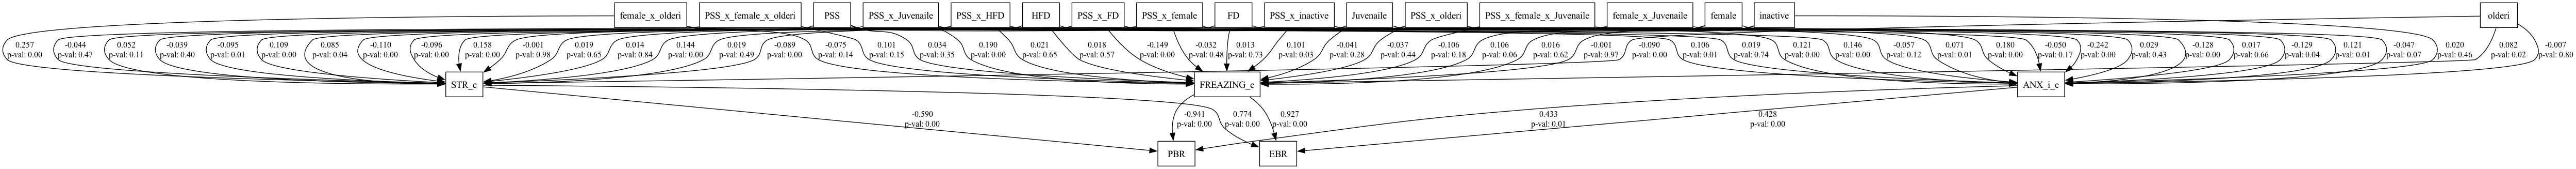 female_x_olderi PSS_x_female_x_olderi PSS PSS_x_Juvenaile PSS_x_HFD HFD PSS_x_FD PSS_x_female FD PSS_x_inactive Juvenaile PSS_x_olderi PSS_x_female_x_Juvenaile female_x_Juvenaile female inactive olderi
0.257 -0.044 0.052 -0.039 -0.095 0.109 0.085 -0.110 -0.096 0.158 -0.001 0.019 0.014 0.144 0.019 -0.089 -0.075 0.101 0.034 0.190 0.021 0.018 -0.149 -0.032 0.013 0.101 -0.041 -0.037 -0.106 0.106 0.016 -0.001 -0.090 0.106 0.019 0.121 0.146 -0.057 0.071 0.180 -0.050 -0.242 0.029 -0.128 0.017 -0.129 0.121 -0.047 0.020 0.082 -0.007
p-val: 0.00 p-val: 0.47 p-val: 0.11 p-val: 0.40 p-val: 0.01 p-val: 0.00 p-val: 0.04 p-val: 0.00 p-val: 0.00 p-val: 0.00 p-val: 0.98 p-val: 0.65 p-val: 0.84 p-val: 0.00 p-val: 0.49 p-val: 0.00 p-val: 0.14 p-val: 0.15 p-val: 0.35 p-val: 0.00 p-val: 0.65 p-val: 0.57 p-val: 0.00 p-val: 0.48 p-val: 0.73 p-val: 0.03 p-val: 0.28 p-val: 0.44 p-val: 0.18 p-val: 0.06 p-val: 0.62 p-val: 0.97 p-val: 0.00 p-val: 0.01 p-val: 0.74 p-val: 0.00 p-val: 0.00 p-val: 0.12 p-val: 0.01 p-val: 0.00 p-val: 0.17 p-val: 0.00 p-val: 0.43 p-val: 0.00 p-val: 0.66 p-val: 0.04 p-val: 0.01 p-val: 0.07 p-val: 0.46 p-val: 0.02 p-val: 0.80
STR_c FREAZING_c ANX_i_c
-0.590 -0.941 0.774 0.927 0.433 0.428
p-val: 0.00 p-val: 0.00 p-val: 0.00 p-val: 0.00 p-val: 0.01 p-val: 0.00
PBR EBR